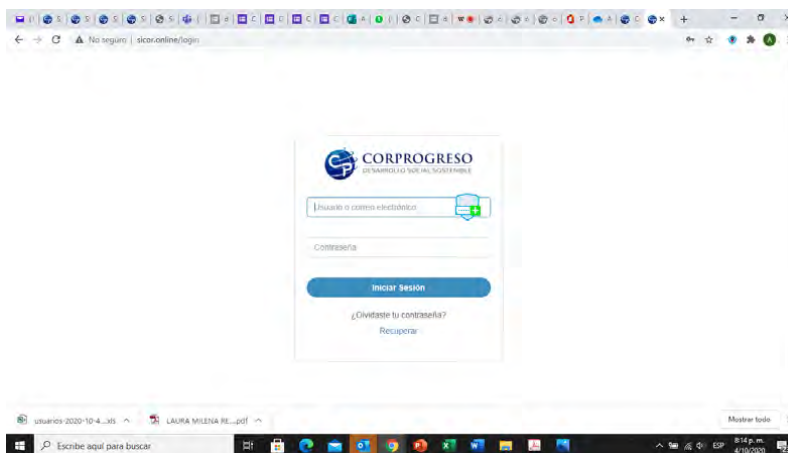 No seguro | sicor.online/login
CP CORPROGRESO
DESARROLLO SOCIAL SOSTENIBLE
Usuario o correo electrónico
Contraseña
Iniciar Sesión
¿Olvidaste tu contraseña?
Recuperar
usuarios-2020-10-4....xls
LAURA MILENA RE....pdf
Mostrar todo
Escribe aquí para buscar
ESP
8:14 p. m.
4/10/2020